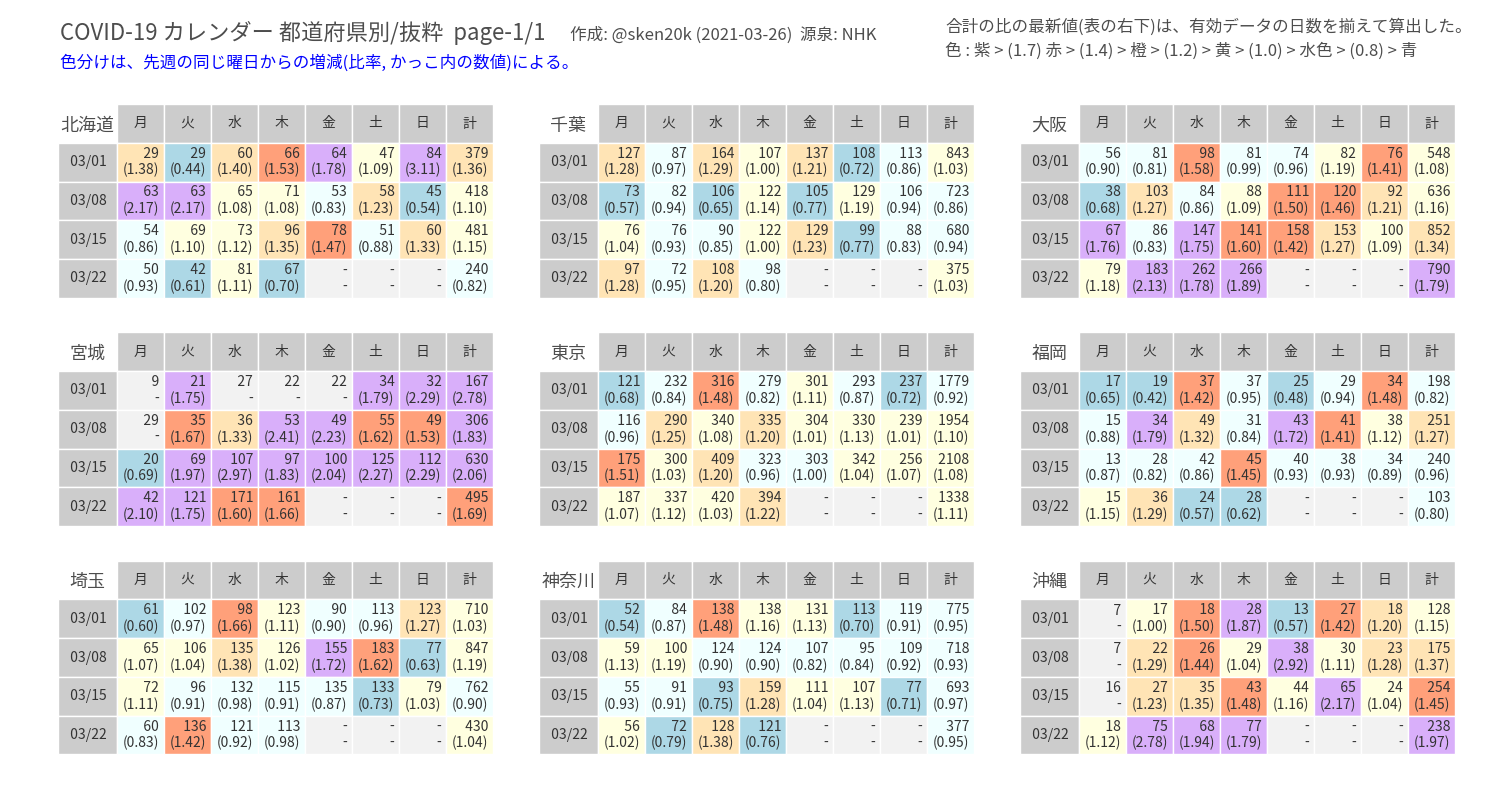 COVID-19 カレンダー 都道府県別/抜粋 page-1/1 作成: @sken20k (2021-03-26) 源泉: NHK
色分けは、先週の同じ曜日からの増減(比率, かっこ内の数値)による。
合計の比の最新値(表の右下)は、有効データの日数を揃えて算出した。
色 : 紫 > (1.7) 赤 > (1.4) 橙 > (1.2) 黄 > (1.0) > 水色 > (0.8) > 青
北海道 月 火 水 木 金 土 日 計
03/01 29 29 60 66 64 47 84 379
(1.38) (0.44) (1.40) (1.53) (1.78) (1.09) (3.11) (1.36)
03/08 63 63 65 71 53 58 45 418
(2.17) (2.17) (1.08) (1.08) (0.83) (1.23) (0.54) (1.10)
03/15 54 69 73 96 78 51 60 481
(0.86) (1.10) (1.12) (1.35) (1.47) (0.88) (1.33) (1.15)
03/22 50 42 81 67 - - - 240
(0.93) (0.61) (1.11) (0.70) - - - (0.82)
千葉 月 火 水 木 金 土 日 計
03/01 127 87 164 107 137 108 113 843
(1.28) (0.97) (1.29) (1.00) (1.21) (0.72) (0.86) (1.03)
03/08 73 82 106 122 105 129 106 723
(0.57) (0.94) (0.65) (1.14) (0.77) (1.19) (0.94) (0.86)
03/15 76 76 90 122 129 99 88 680
(1.04) (0.93) (0.85) (1.00) (1.23) (0.77) (0.83) (0.94)
03/22 97 72 108 98 - - - 375
(1.28) (0.95) (1.20) (0.80) - - - (1.03)
大阪 月 火 水 木 金 土 日 計
03/01 56 81 98 81 74 82 76 548
(0.90) (0.81) (1.58) (0.99) (0.96) (1.19) (1.41) (1.08)
03/08 38 103 84 88 111 120 92 636
(0.68) (1.27) (0.86) (1.09) (1.50) (1.46) (1.21) (1.16)
03/15 67 86 147 141 158 153 100 852
(1.76) (0.83) (1.75) (1.60) (1.42) (1.27) (1.09) (1.34)
03/22 79 183 262 266 - - - 790
(1.18) (2.13) (1.78) (1.89) - - - (1.79)
宮城 月 火 水 木 金 土 日 計
03/01 9 21 27 22 22 34 32 167
- (1.75) - - - (1.79) (2.29) (2.78)
03/08 29 35 36 53 49 55 49 306
- (1.67) (1.33) (2.41) (2.23) (1.62) (1.53) (1.83)
03/15 20 69 107 97 100 125 112 630
(0.69) (1.97) (2.97) (1.83) (2.04) (2.27) (2.29) (2.06)
03/22 42 121 171 161 - - - 495
(2.10) (1.75) (1.60) (1.66) - - - (1.69)
東京 月 火 水 木 金 土 日 計
03/01 121 232 316 279 301 293 237 1779
(0.68) (0.84) (1.48) (0.82) (1.11) (0.87) (0.72) (0.92)
03/08 116 290 340 335 304 330 239 1954
(0.96) (1.25) (1.08) (1.20) (1.01) (1.13) (1.01) (1.10)
03/15 175 300 409 323 303 342 256 2108
(1.51) (1.03) (1.20) (0.96) (1.00) (1.04) (1.07) (1.08)
03/22 187 337 420 394 - - - 1338
(1.07) (1.12) (1.03) (1.22) - - - (1.11)
福岡 月 火 水 木 金 土 日 計
03/01 17 19 37 37 25 29 34 198
(0.65) (0.42) (1.42) (0.95) (0.48) (0.94) (1.48) (0.82)
03/08 15 34 49 31 43 41 38 251
(0.88) (1.79) (1.32) (0.84) (1.72) (1.41) (1.12) (1.27)
03/15 13 28 42 45 40 38 34 240
(0.87) (0.82) (0.86) (1.45) (0.93) (0.93) (0.89) (0.96)
03/22 15 36 24 28 - - - 103
(1.15) (1.29) (0.57) (0.62) - - - (0.80)
埼玉 月 火 水 木 金 土 日 計
03/01 61 102 98 123 90 113 123 710
(0.60) (0.97) (1.66) (1.11) (0.90) (0.96) (1.27) (1.03)
03/08 65 106 135 126 155 183 77 847
(1.07) (1.04) (1.38) (1.02) (1.72) (1.62) (0.63) (1.19)
03/15 72 96 132 115 135 133 79 762
(1.11) (0.91) (0.98) (0.91) (0.87) (0.73) (1.03) (0.90)
03/22 60 136 121 113 - - - 430
(0.83) (1.42) (0.92) (0.98) - - - (1.04)
神奈川 月 火 水 木 金 土 日 計
03/01 52 84 138 138 131 113 119 775
(0.54) (0.87) (1.48) (1.16) (1.13) (0.70) (0.91) (0.95)
03/08 59 100 124 124 107 95 109 718
(1.13) (1.19) (0.90) (0.90) (0.82) (0.84) (0.92) (0.93)
03/15 55 91 93 159 111 107 77 693
(0.93) (0.91) (0.75) (1.28) (1.04) (1.13) (0.71) (0.97)
03/22 56 72 128 121 - - - 377
(1.02) (0.79) (1.38) (0.76) - - - (0.95)
沖縄 月 火 水 木 金 土 日 計
03/01 7 17 18 28 13 27 18 128
- (1.00) (1.50) (1.87) (0.57) (1.42) (1.20) (1.15)
03/08 7 22 26 29 38 30 23 175
- (1.29) (1.44) (1.04) (2.92) (1.11) (1.28) (1.37)
03/15 16 27 35 43 44 65 24 254
- (1.23) (1.35) (1.48) (1.16) (2.17) (1.04) (1.45)
03/22 18 75 68 77 - - - 238
(1.12) (2.78) (1.94) (1.79) - - - (1.97)